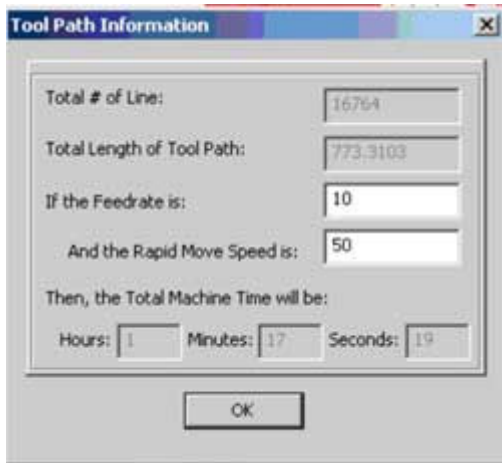 Tool Path Information
Total # of Line: 16764
Total Length of Tool Path: 773.3103
If the Feedrate is: 10
And the Rapid Move Speed is: 50
Then, the Total Machine Time will be:
Hours: 1 Minutes: 17 Seconds: 19
OK